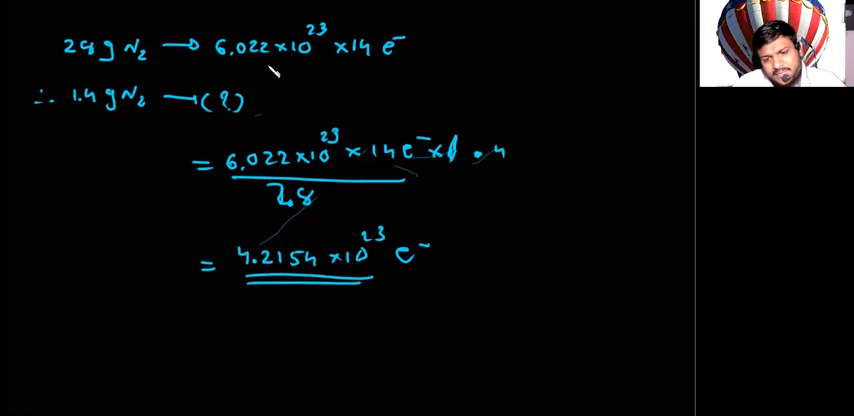 28 g N₂ → 6.022 × 10²³ × 14 e⁻
∴ 1.4 g N₂ → (?)
= 6.022 × 10²³ × 14 e⁻ × 1.4
28
= 4.2154 × 10²³ e⁻